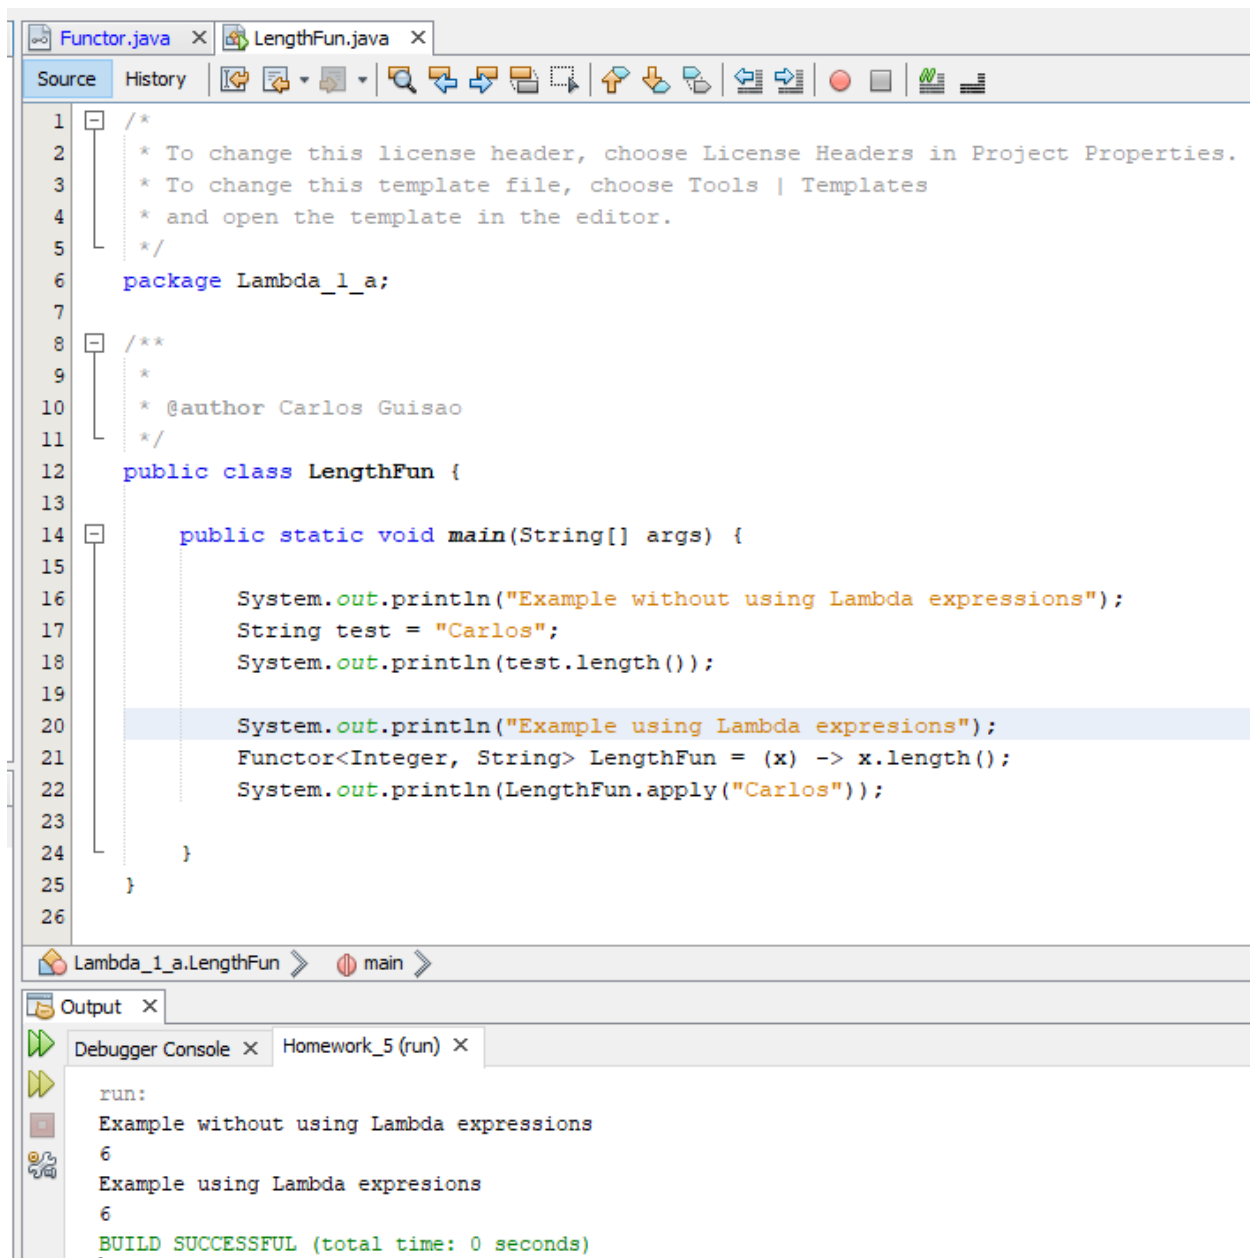 Functor.java LengthFun.java
Source History
1 /*
2  * To change this license header, choose License Headers in Project Properties.
3  * To change this template file, choose Tools | Templates
4  * and open the template in the editor.
5  */
6 package Lambda_1_a;
7
8 /**
9  *
10  * @author Carlos Guisao
11  */
12 public class LengthFun {
13
14     public static void main(String[] args) {
15
16         System.out.println("Example without using Lambda expressions");
17         String test = "Carlos";
18         System.out.println(test.length());
19
20         System.out.println("Example using Lambda expresions");
21         Functor<Integer, String> LengthFun = (x) -> x.length();
22         System.out.println(LengthFun.apply("Carlos"));
23
24     }
25 }
26
Lambda_1_a.LengthFun main
Output
Debugger Console Homework_5 (run)
run:
Example without using Lambda expressions
6
Example using Lambda expresions
6
BUILD SUCCESSFUL (total time: 0 seconds)